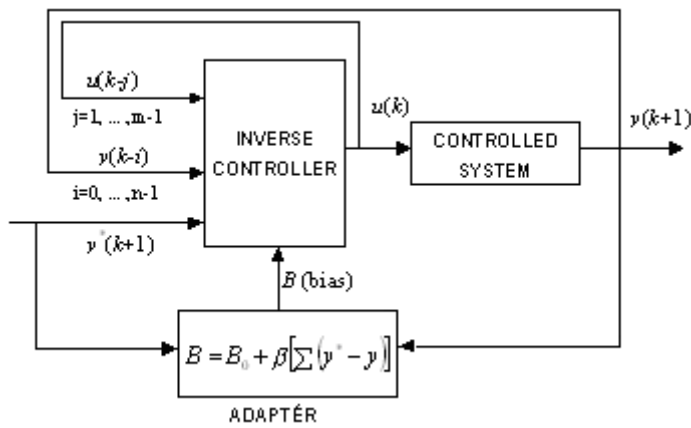 u(k-j)
j=1, ... ,m-1
y(k-i)
i=0, ... ,n-1
y*(k+1)
INVERSE
CONTROLLER
u(k)
CONTROLLED
SYSTEM
y(k+1)
B (bias)
B = B₀ + β[∑(y* − y)]
ADAPTÉR